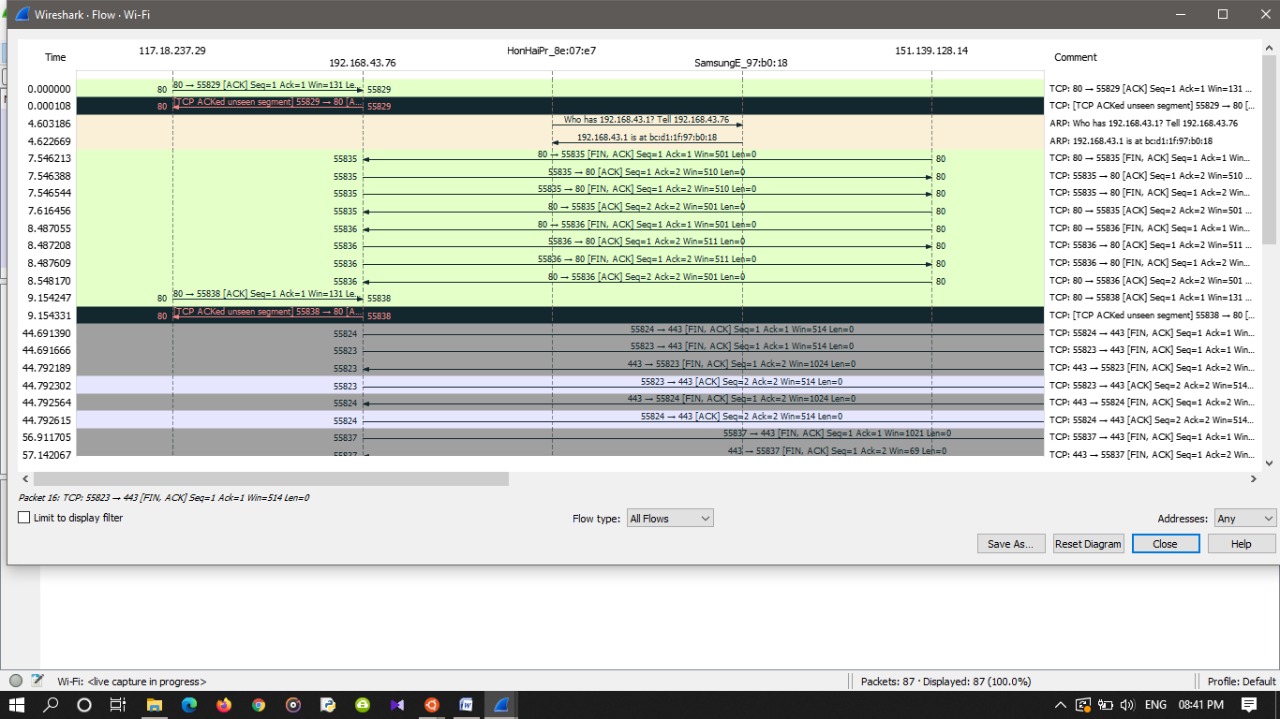 Wireshark · Flow · Wi-Fi
Time 117.18.237.29 192.168.43.76 HonHaiPr_8e:07:e7 SamsungE_97:b0:18 151.139.128.14 Comment
0.000000 80 80 → 55829 [ACK] Seq=1 Ack=1 Win=131 Le... 55829 TCP: 80 → 55829 [ACK] Seq=1 Ack=1 Win=131 ...
0.000108 80 [TCP ACKed unseen segment] 55829 → 80 [A... 55829 TCP: [TCP ACKed unseen segment] 55829 → 80 [...
4.603186 Who has 192.168.43.1? Tell 192.168.43.76 ARP: Who has 192.168.43.1? Tell 192.168.43.76
4.622669 192.168.43.1 is at bc:d1:1f:97:b0:18 ARP: 192.168.43.1 is at bc:d1:1f:97:b0:18
7.546213 55835 80 → 55835 [FIN, ACK] Seq=1 Ack=1 Win=501 Len=0 80 TCP: 80 → 55835 [FIN, ACK] Seq=1 Ack=1 Win...
7.546388 55835 55835 → 80 [ACK] Seq=1 Ack=2 Win=510 Len=0 80 TCP: 55835 → 80 [ACK] Seq=1 Ack=2 Win=510 ...
7.546544 55835 55835 → 80 [FIN, ACK] Seq=1 Ack=2 Win=510 Len=0 80 TCP: 55835 → 80 [FIN, ACK] Seq=1 Ack=2 Win...
7.616456 55835 80 → 55835 [ACK] Seq=2 Ack=2 Win=501 Len=0 80 TCP: 80 → 55835 [ACK] Seq=2 Ack=2 Win=501 ...
8.487055 55836 80 → 55836 [FIN, ACK] Seq=1 Ack=1 Win=501 Len=0 80 TCP: 80 → 55836 [FIN, ACK] Seq=1 Ack=1 Win...
8.487208 55836 55836 → 80 [ACK] Seq=1 Ack=2 Win=511 Len=0 80 TCP: 55836 → 80 [ACK] Seq=1 Ack=2 Win=511 ...
8.487609 55836 55836 → 80 [FIN, ACK] Seq=1 Ack=2 Win=511 Len=0 80 TCP: 55836 → 80 [FIN, ACK] Seq=1 Ack=2 Win...
8.548170 55836 80 → 55836 [ACK] Seq=2 Ack=2 Win=501 Len=0 80 TCP: 80 → 55836 [ACK] Seq=2 Ack=2 Win=501 ...
9.154247 80 80 → 55838 [ACK] Seq=1 Ack=1 Win=131 Le... 55838 TCP: 80 → 55838 [ACK] Seq=1 Ack=1 Win=131 ...
9.154331 80 [TCP ACKed unseen segment] 55838 → 80 [A... 55838 TCP: [TCP ACKed unseen segment] 55838 → 80 [...
44.691390 55824 55824 → 443 [FIN, ACK] Seq=1 Ack=1 Win=514 Len=0 TCP: 55824 → 443 [FIN, ACK] Seq=1 Ack=1 Win...
44.691666 55823 55823 → 443 [FIN, ACK] Seq=1 Ack=1 Win=514 Len=0 TCP: 55823 → 443 [FIN, ACK] Seq=1 Ack=1 Win...
44.792189 55823 443 → 55823 [FIN, ACK] Seq=1 Ack=2 Win=1024 Len=0 TCP: 443 → 55823 [FIN, ACK] Seq=1 Ack=2 Win...
44.792302 55823 55823 → 443 [ACK] Seq=2 Ack=2 Win=514 Len=0 TCP: 55823 → 443 [ACK] Seq=2 Ack=2 Win=514...
44.792564 55824 443 → 55824 [FIN, ACK] Seq=1 Ack=2 Win=1024 Len=0 TCP: 443 → 55824 [FIN, ACK] Seq=1 Ack=2 Win...
44.792615 55824 55824 → 443 [ACK] Seq=2 Ack=2 Win=514 Len=0 TCP: 55824 → 443 [ACK] Seq=2 Ack=2 Win=514...
56.911705 55837 55837 → 443 [FIN, ACK] Seq=1 Ack=1 Win=1021 Len=0 TCP: 55837 → 443 [FIN, ACK] Seq=1 Ack=1 Win...
57.142067 55837 443 → 55837 [FIN, ACK] Seq=1 Ack=2 Win=69 Len=0 TCP: 443 → 55837 [FIN, ACK] Seq=1 Ack=2 Win...
Packet 16: TCP: 55823 → 443 [FIN, ACK] Seq=1 Ack=1 Win=514 Len=0
Limit to display filter Flow type: All Flows Addresses: Any
Save As... Reset Diagram Close Help
Wi-Fi: <live capture in progress> Packets: 87 · Displayed: 87 (100.0%) Profile: Default
ENG 08:41 PM